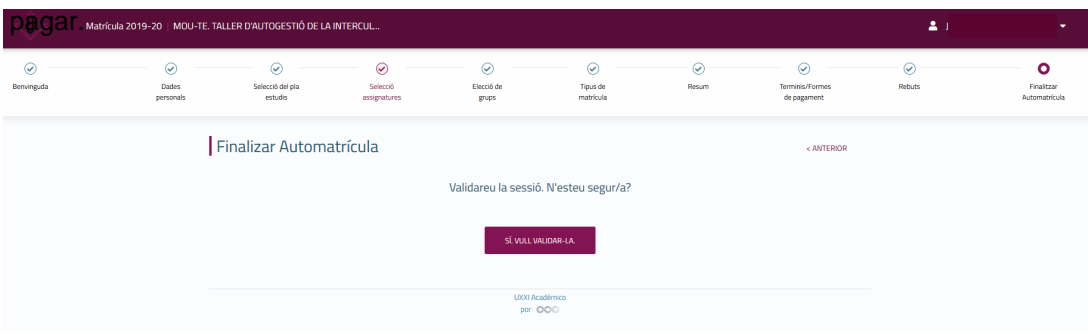 pagar.
Matrícula 2019-20 | MOU-TE. TALLER D'AUTOGESTIÓ DE LA INTERCUL...
J
Benvinguda
Dades
personals
Selecció del pla
estudis
Selecció
assignatures
Elecció de
grups
Tipus de
matrícula
Resum
Terminis/Formes
de pagament
Rebuts
Finalitzar
Automatrícula
Finalizar Automatrícula
< ANTERIOR
Validareu la sessió. N'esteu segur/a?
SÍ. VULL VALIDAR-LA.
UXXI Académico
por